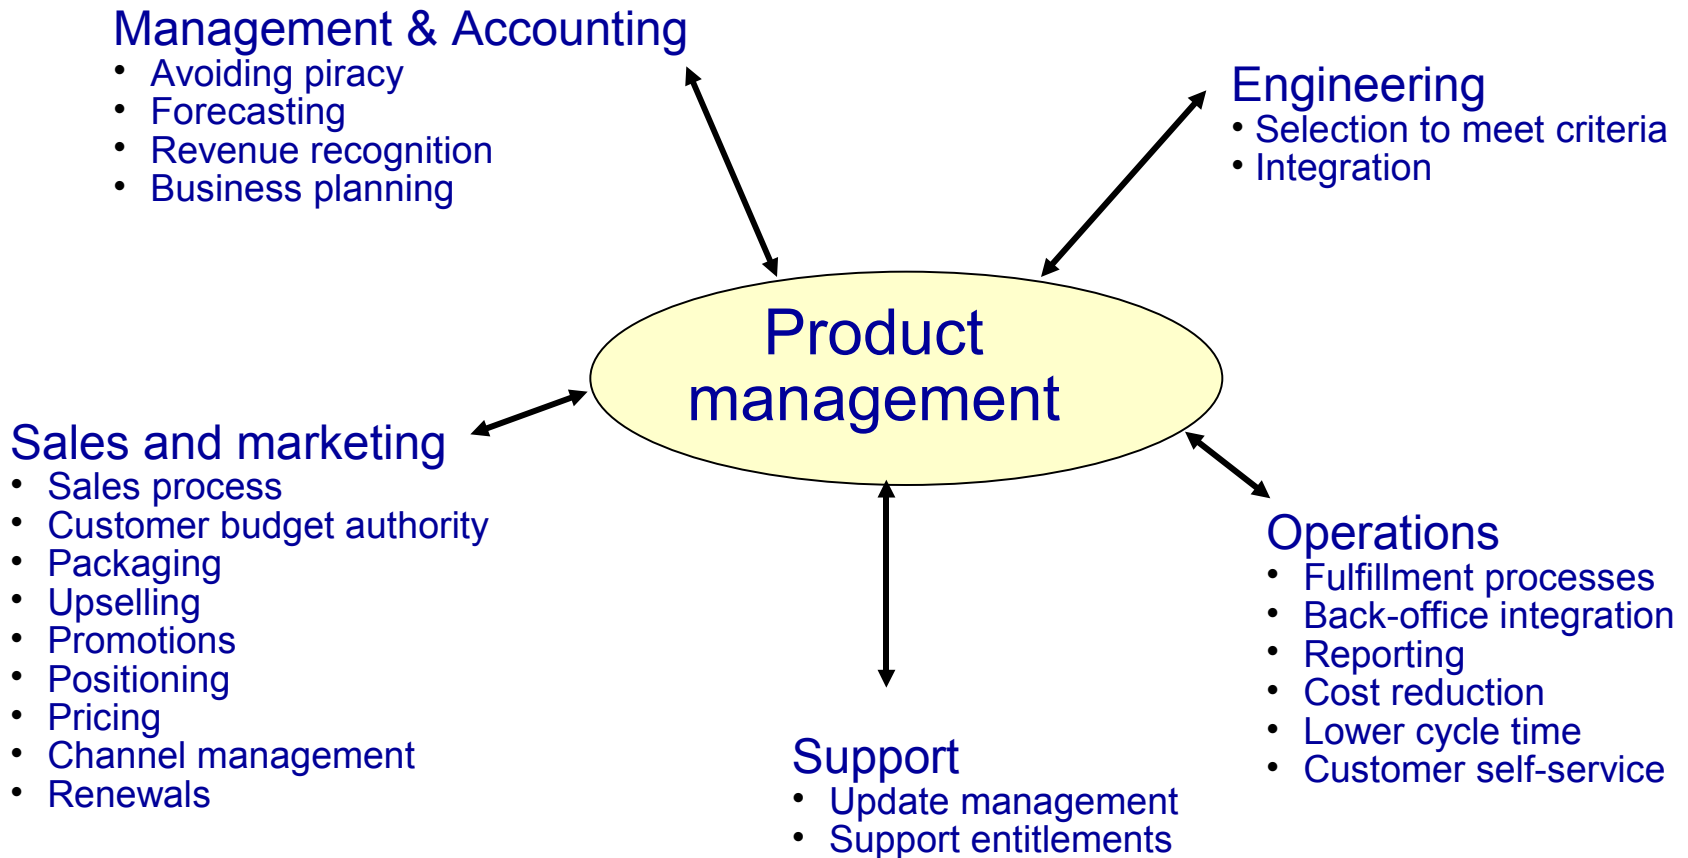 Management & Accounting
• Avoiding piracy
• Forecasting
• Revenue recognition
• Business planning
Engineering
• Selection to meet criteria
• Integration
Product
management
Sales and marketing
• Sales process
• Customer budget authority
• Packaging
• Upselling
• Promotions
• Positioning
• Pricing
• Channel management
• Renewals
Support
• Update management
• Support entitlements
Operations
• Fulfillment processes
• Back-office integration
• Reporting
• Cost reduction
• Lower cycle time
• Customer self-service